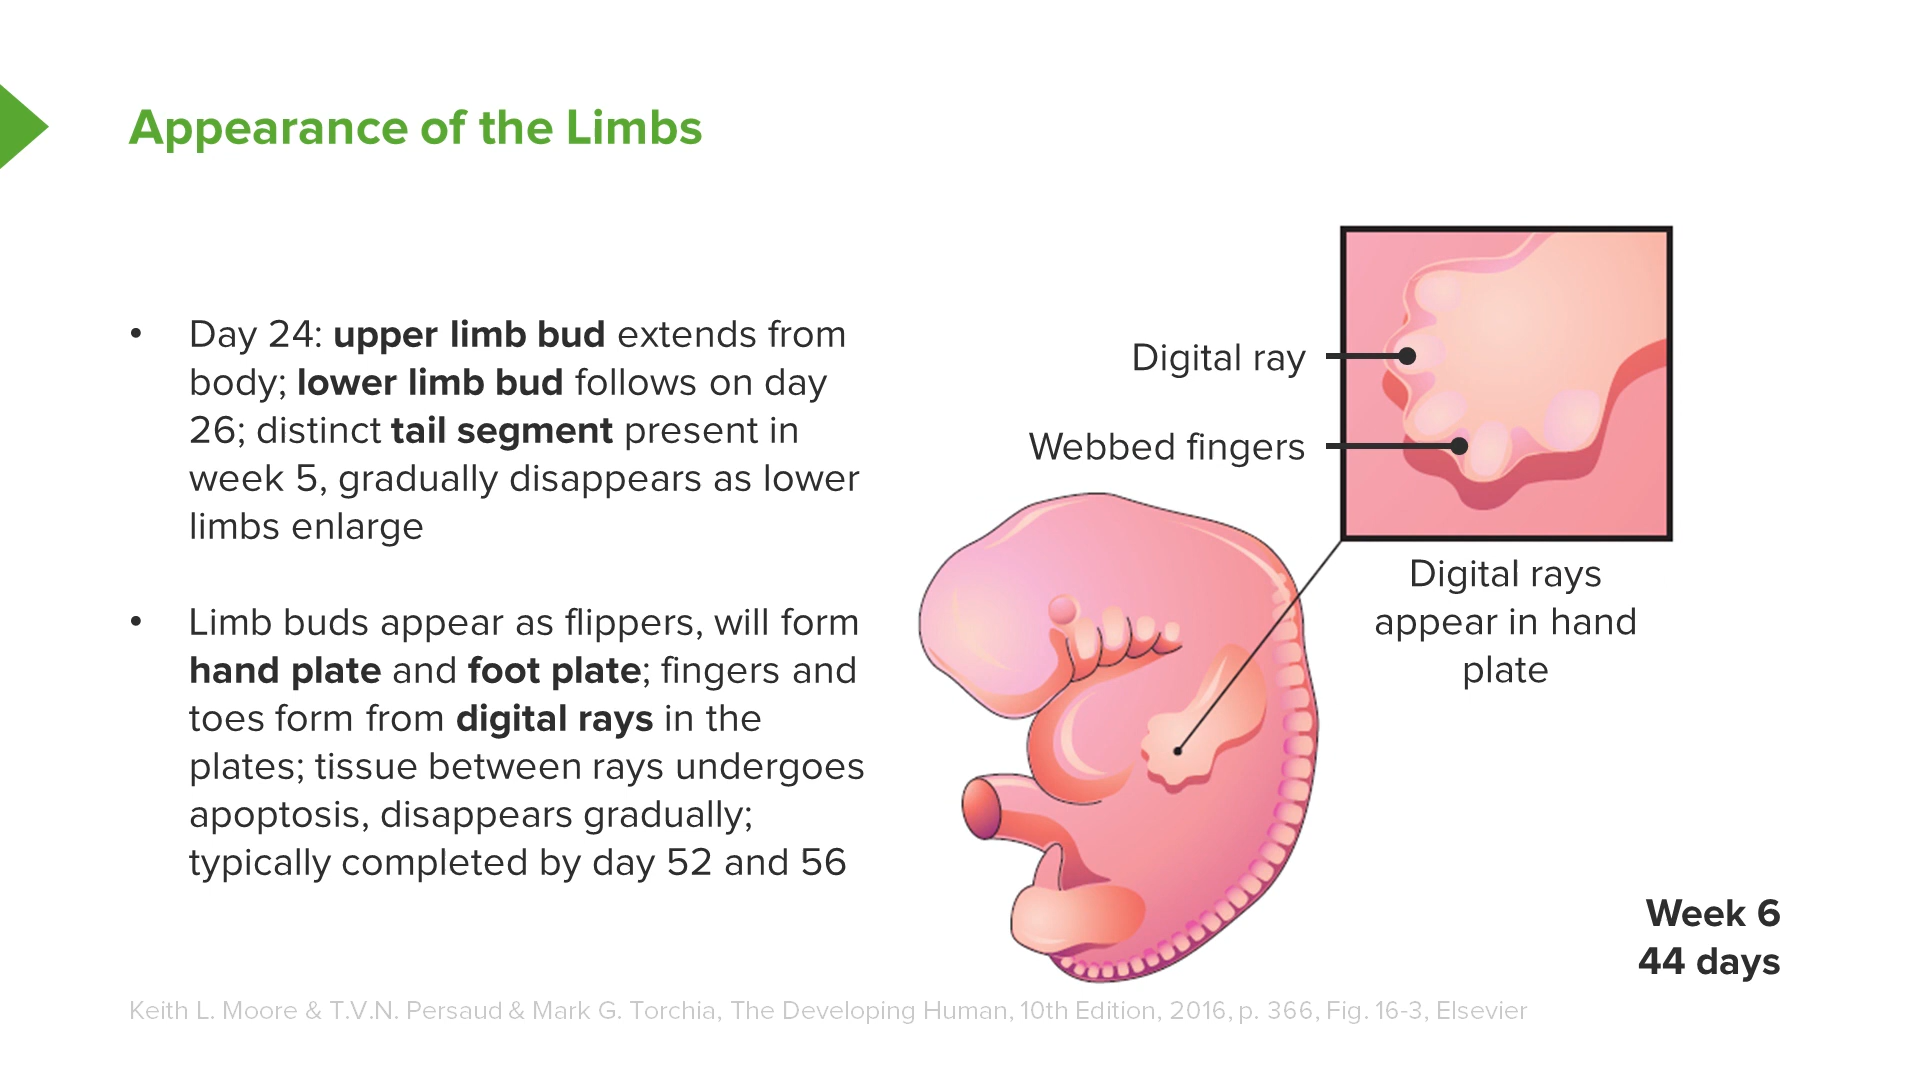 Appearance of the Limbs
• Day 24: upper limb bud extends from
body; lower limb bud follows on day
26; distinct tail segment present in
week 5, gradually disappears as lower
limbs enlarge
• Limb buds appear as flippers, will form
hand plate and foot plate; fingers and
toes form from digital rays in the
plates; tissue between rays undergoes
apoptosis, disappears gradually;
typically completed by day 52 and 56
Digital ray
Webbed fingers
Digital rays
appear in hand
plate
Week 6
44 days
Keith L. Moore & T.V.N. Persaud & Mark G. Torchia, The Developing Human, 10th Edition, 2016, p. 366, Fig. 16-3, Elsevier